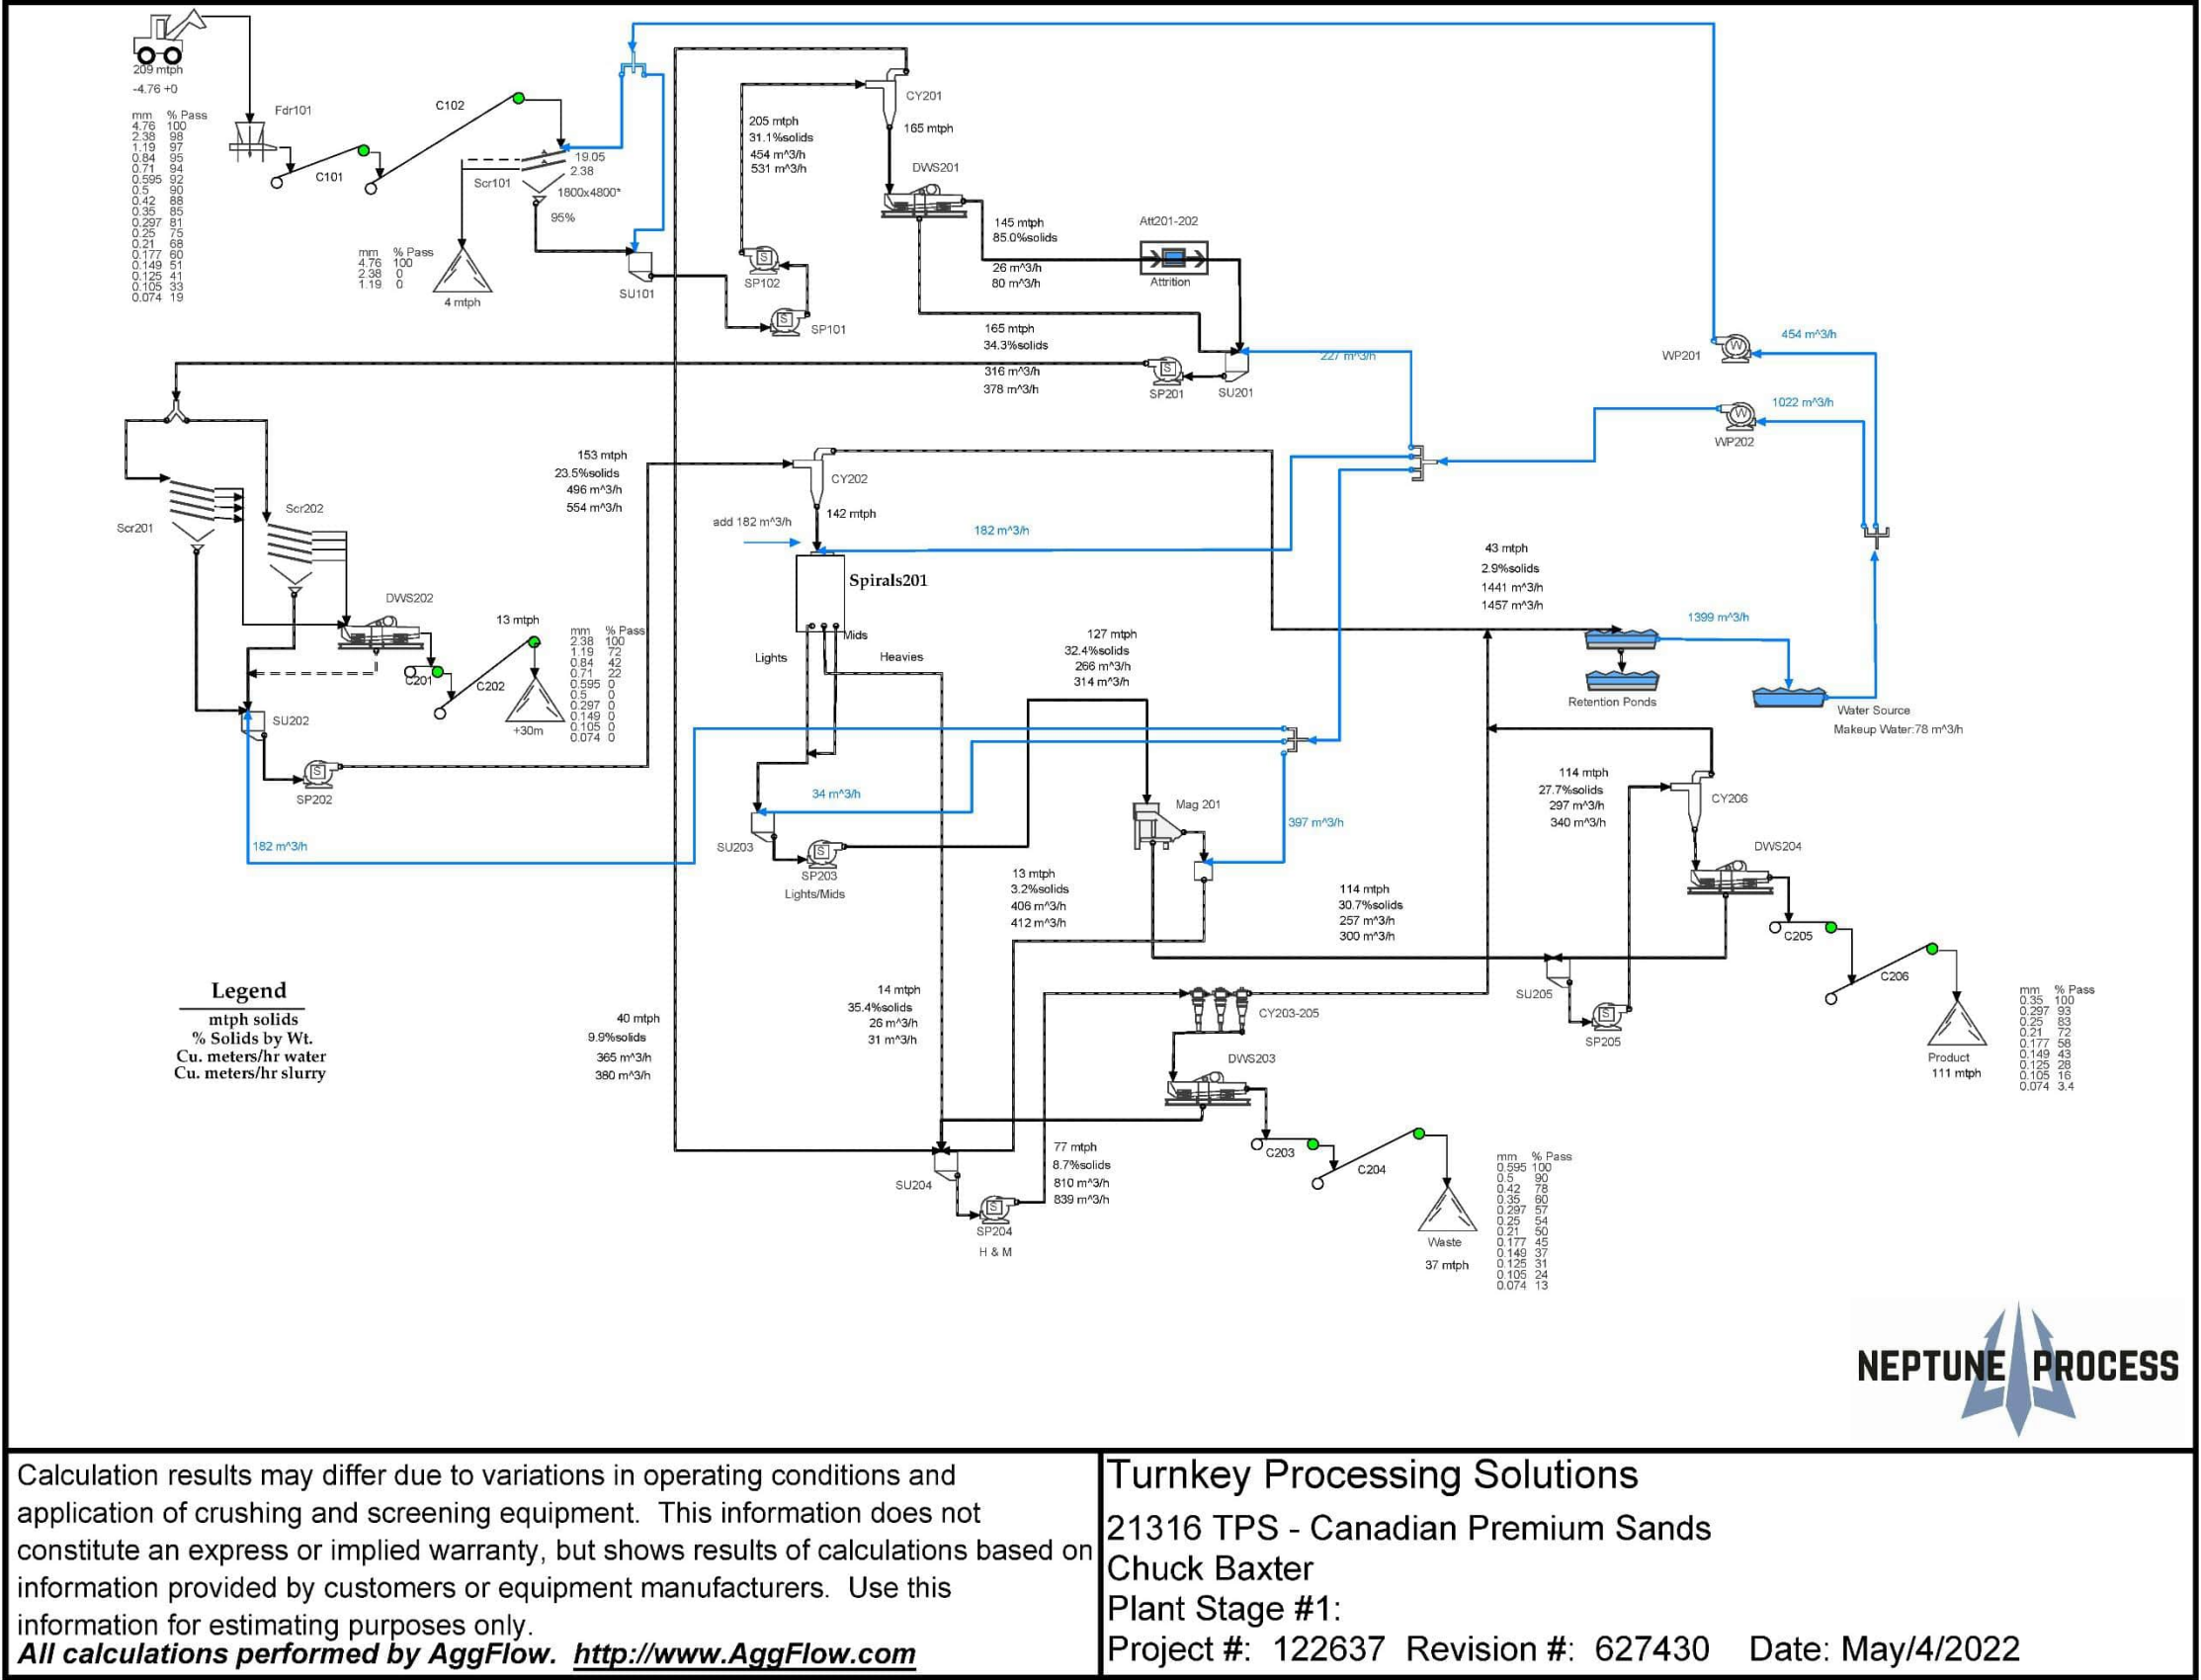 209 mtph
-4.76 +0
mm % Pass
4.76 100
2.38 98
1.19 97
0.84 95
0.71 94
0.595 92
0.5 90
0.42 88
0.35 85
0.297 81
0.25 75
0.21 68
0.177 60
0.149 51
0.125 41
0.105 33
0.074 19
Fdr101
C101
C102
Scr101
19.05
2.38
1800x4800*
95%
mm % Pass
4.76 100
2.38 0
1.19 0
4 mtph
SU101
SP101
SP102
205 mtph
31.1%solids
454 m^3/h
531 m^3/h
CY201
165 mtph
DWS201
145 mtph
85.0%solids
26 m^3/h
80 m^3/h
Att201-202
Attrition
165 mtph
34.3%solids
316 m^3/h
378 m^3/h
SP201
SU201
227 m^3/h
WP201
454 m^3/h
1022 m^3/h
WP202
Scr201
Scr202
DWS202
C201
C202
13 mtph
+30m
mm % Pass
2.38 100
1.19 72
0.84 42
0.71 22
0.595 0
0.5 0
0.297 0
0.149 0
0.105 0
0.074 0
SU202
SP202
182 m^3/h
153 mtph
23.5%solids
496 m^3/h
554 m^3/h
CY202
142 mtph
add 182 m^3/h
182 m^3/h
Spirals201
Mids
Lights
Heavies
34 m^3/h
SU203
SP203
Lights/Mids
127 mtph
32.4%solids
266 m^3/h
314 m^3/h
Mag 201
397 m^3/h
43 mtph
2.9%solids
1441 m^3/h
1457 m^3/h
1399 m^3/h
Retention Ponds
Water Source
Makeup Water:78 m^3/h
114 mtph
27.7%solids
297 m^3/h
340 m^3/h
CY206
DWS204
C205
C206
Product
111 mtph
mm % Pass
0.35 100
0.297 93
0.25 83
0.21 72
0.177 58
0.149 43
0.125 28
0.105 16
0.074 3.4
13 mtph
3.2%solids
406 m^3/h
412 m^3/h
114 mtph
30.7%solids
257 m^3/h
300 m^3/h
SU205
SP205
14 mtph
35.4%solids
26 m^3/h
31 m^3/h
40 mtph
9.9%solids
365 m^3/h
380 m^3/h
CY203-205
DWS203
C203
C204
Waste
37 mtph
mm % Pass
0.595 100
0.5 90
0.42 78
0.35 60
0.297 57
0.25 54
0.21 50
0.177 45
0.149 37
0.125 31
0.105 24
0.074 13
SU204
SP204
H & M
77 mtph
8.7%solids
810 m^3/h
839 m^3/h
Legend
mtph solids
% Solids by Wt.
Cu. meters/hr water
Cu. meters/hr slurry
NEPTUNE PROCESS
Calculation results may differ due to variations in operating conditions and
application of crushing and screening equipment. This information does not
constitute an express or implied warranty, but shows results of calculations based on
information provided by customers or equipment manufacturers. Use this
information for estimating purposes only.
All calculations performed by AggFlow. http://www.AggFlow.com
Turnkey Processing Solutions
21316 TPS - Canadian Premium Sands
Chuck Baxter
Plant Stage #1:
Project #: 122637 Revision #: 627430 Date: May/4/2022